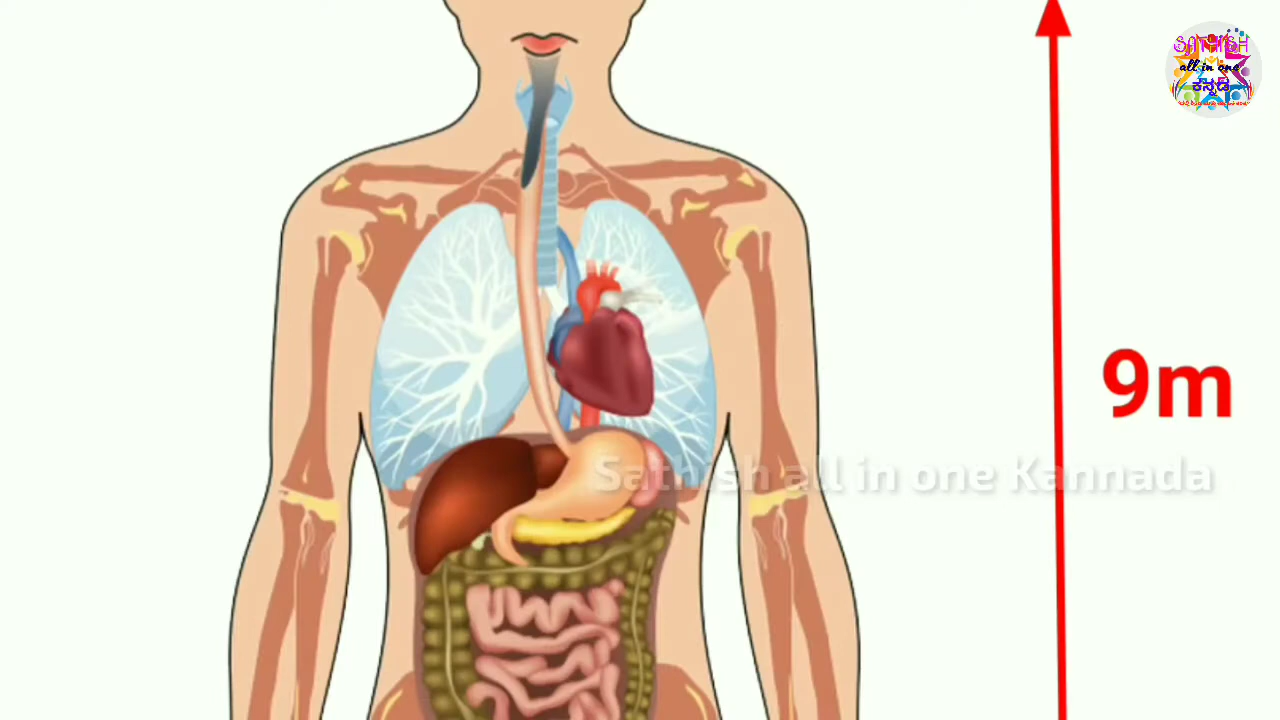 SATHISH
all in one
ಕನ್ನಡ
9m
Sathish all in one Kannada